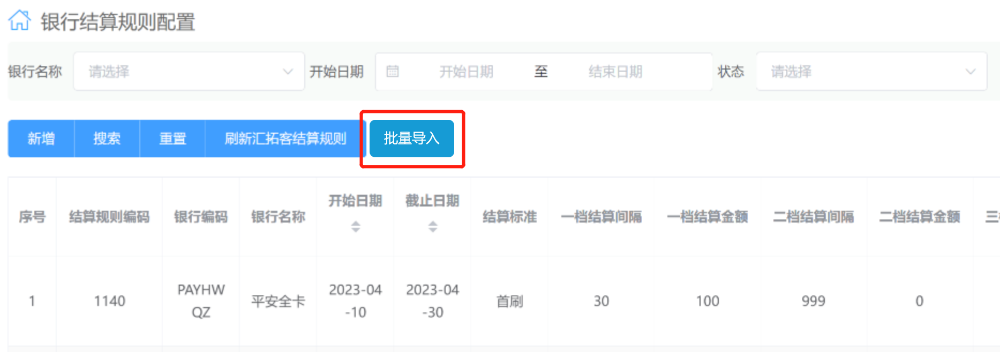 银行结算规则配置
银行名称 请选择 开始日期 开始日期 至 结束日期 状态 请选择
新增 搜索 重置 刷新汇拓客结算规则 批量导入
序号 结算规则编码 银行编码 银行名称 开始日期 截止日期 结算标准 一档结算间隔 一档结算金额 二档结算间隔 二档结算金额 三
1 1140 PAYHW 平安全卡 2023-04 2023-04 首刷 30 100 999 0
QZ -10 -30